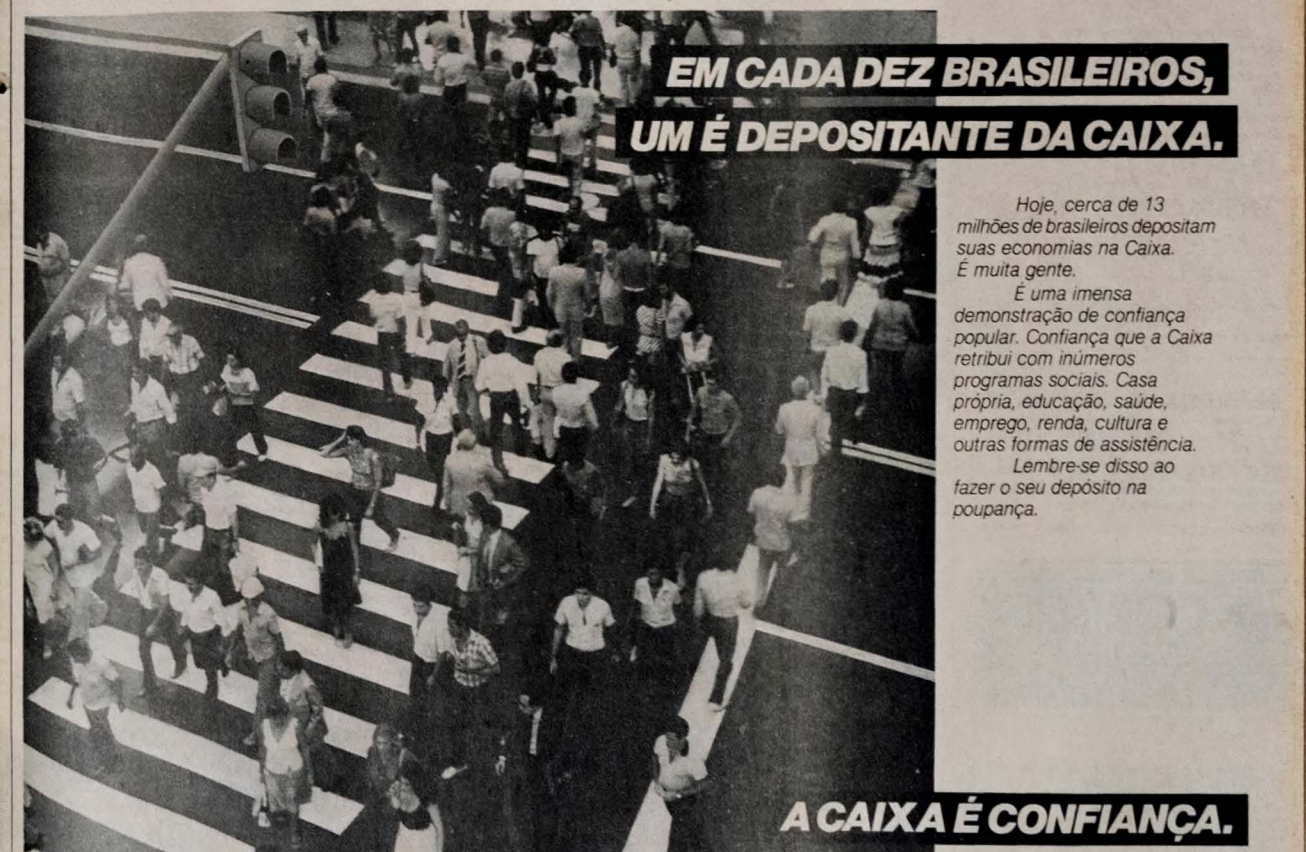 EM CADA DEZ BRASILEIROS,
UM É DEPOSITANTE DA CAIXA.
Hoje, cerca de 13
milhões de brasileiros depositam
suas economias na Caixa.
É muita gente.
É uma imensa
demonstração de confiança
popular. Confiança que a Caixa
retribui com inúmeros
programas sociais. Casa
própria, educação, saúde,
emprego, renda, cultura e
outras formas de assistência.
Lembre-se disso ao
fazer o seu depósito na
poupança.
A CAIXA É CONFIANÇA.